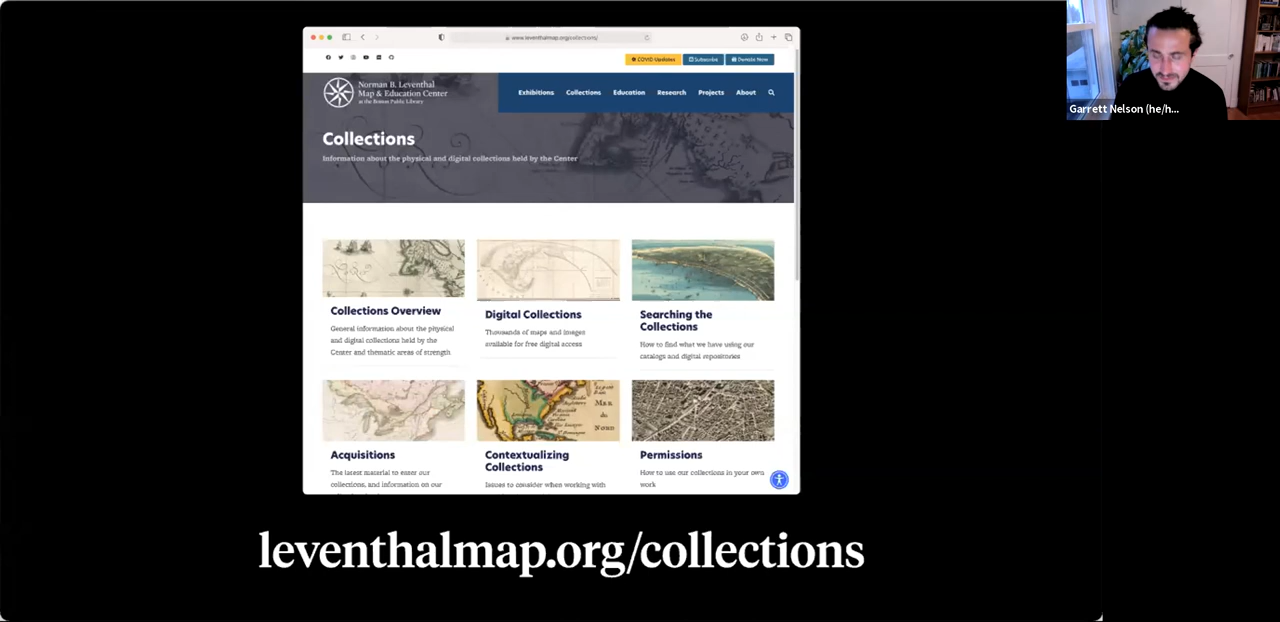 www.leventhalmap.org/collections/
COVID Updates
Subscribe
Donate Now
Norman B. Leventhal
Map & Education Center
at the Boston Public Library
Exhibitions
Collections
Education
Research
Projects
About
Collections
Information about the physical and digital collections held by the Center
Collections Overview
General information about the physical
and digital collections held by the
Center and thematic areas of strength
Digital Collections
Thousands of maps and images
available for free digital access
Searching the
Collections
How to find what we have using our
catalogs and digital repositories
Acquisitions
The latest material to enter our
collections, and information on our
Contextualizing
Collections
Issues to consider when working with
Mar
del
Nord
Permissions
How to use our collections in your own
work
leventhalmap.org/collections
Garrett Nelson (he/h...